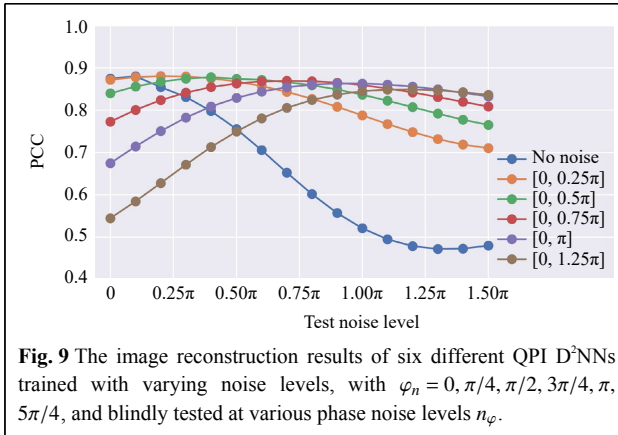 1.0
0.9
0.8
0.7
0.6
0.5
0.4
PCC
No noise
[0, 0.25π]
[0, 0.5π]
[0, 0.75π]
[0, π]
[0, 1.25π]
0 0.25π 0.50π 0.75π 1.00π 1.25π 1.50π
Test noise level
Fig. 9 The image reconstruction results of six different QPI D²NNs
trained with varying noise levels, with φₙ = 0, π/4, π/2, 3π/4, π,
5π/4, and blindly tested at various phase noise levels n_φ.